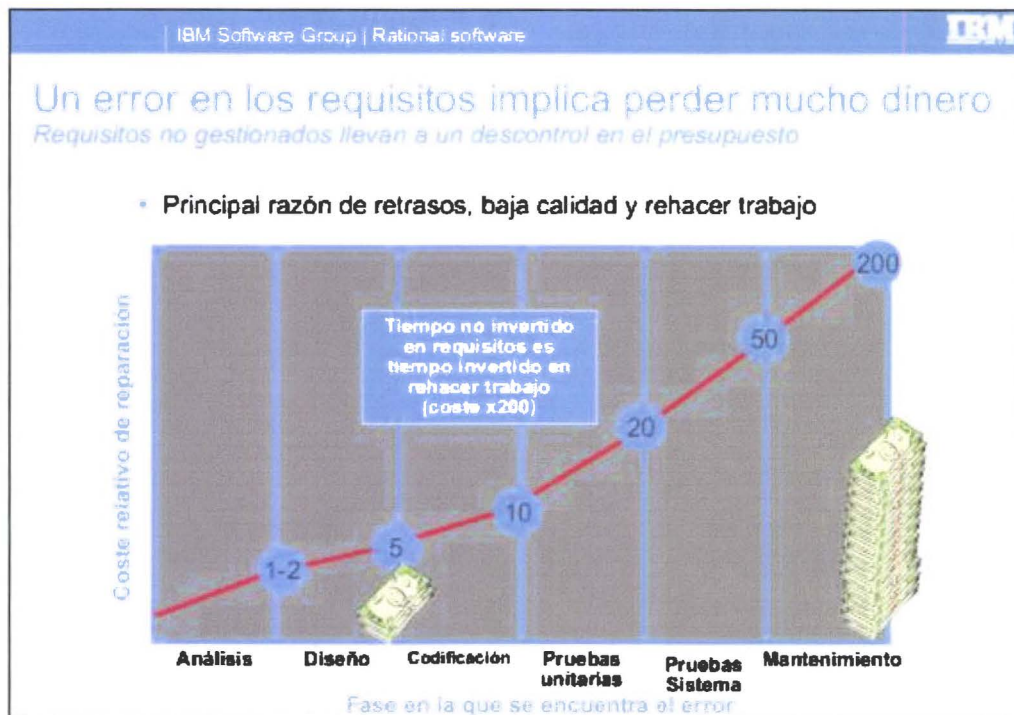 IBM Software Group | Rational software
IBM
Un error en los requisitos implica perder mucho dinero
Requisitos no gestionados llevan a un descontrol en el presupuesto
• Principal razón de retrasos, baja calidad y rehacer trabajo
Coste relativo de reparación
Tiempo no invertido
en requisitos es
tiempo invertido en
rehacer trabajo
(coste x200)
1-2
5
10
20
50
200
Análisis
Diseño
Codificación
Pruebas
unitarias
Pruebas
Sistema
Mantenimiento
Fase en la que se encuentra el error